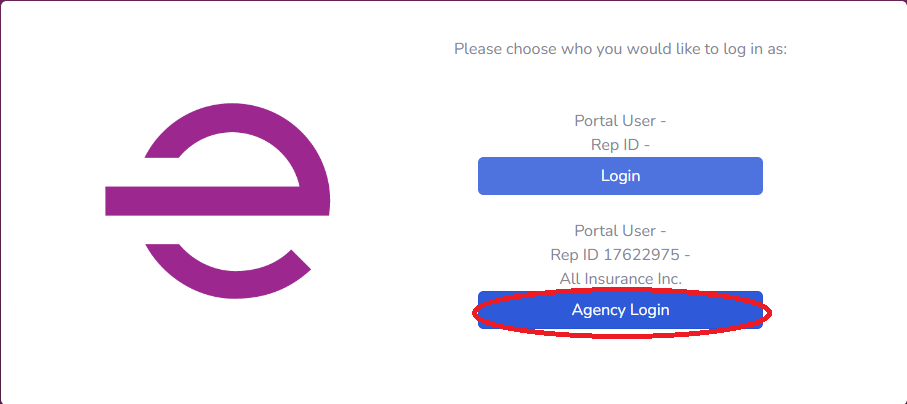 Please choose who you would like to log in as:
Portal User -
Rep ID -
Login
Portal User -
Rep ID 17622975 -
All Insurance Inc.
Agency Login